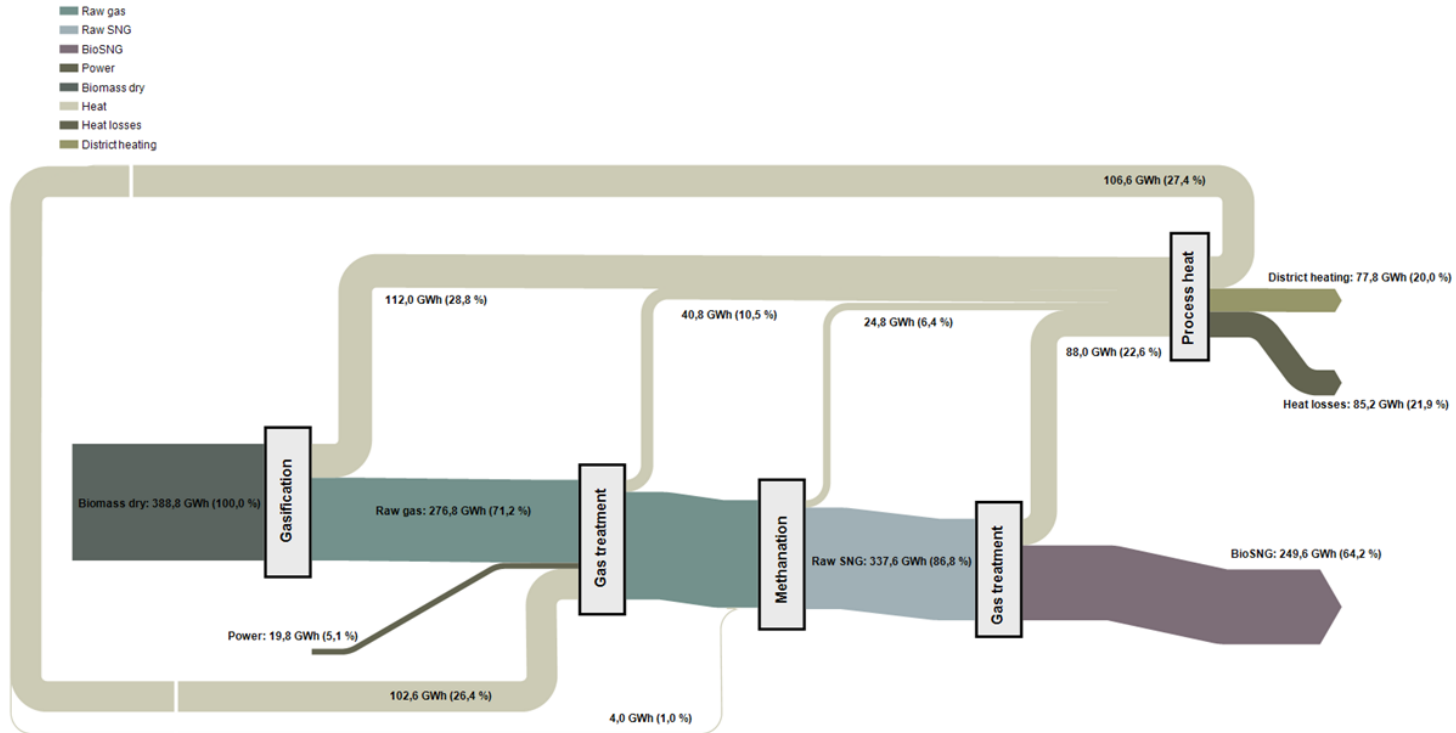 Raw gas
Raw SNG
BioSNG
Power
Biomass dry
Heat
Heat losses
District heating
106,6 GWh (27,4 %)
Process heat
District heating: 77,8 GWh (20,0 %)
112,0 GWh (28,8 %)
40,8 GWh (10,5 %)
24,8 GWh (6,4 %)
88,0 GWh (22,6 %)
Heat losses: 85,2 GWh (21,9 %)
Biomass dry: 388,8 GWh (100,0 %)
Gasification
Raw gas: 276,8 GWh (71,2 %)
Gas treatment
Methanation
Raw SNG: 337,6 GWh (86,8 %)
Gas treatment
BioSNG: 249,6 GWh (64,2 %)
Power: 19,8 GWh (5,1 %)
102,6 GWh (26,4 %)
4,0 GWh (1,0 %)